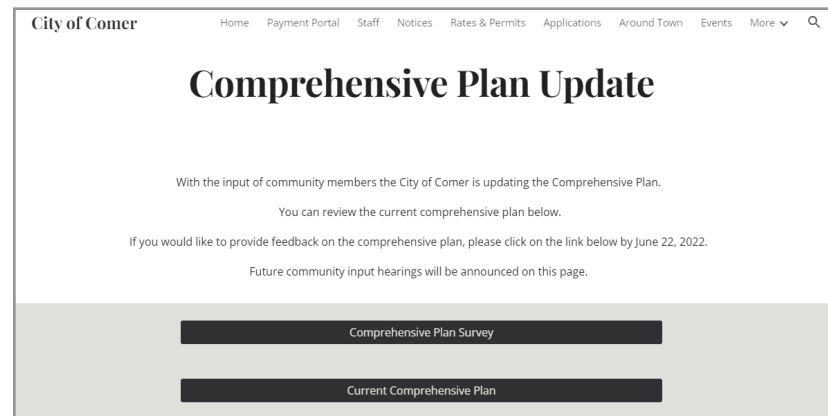 City of Comer Home Payment Portal Staff Notices Rates & Permits Applications Around Town Events More
Comprehensive Plan Update
With the input of community members the City of Comer is updating the Comprehensive Plan.
You can review the current comprehensive plan below.
If you would like to provide feedback on the comprehensive plan, please click on the link below by June 22, 2022.
Future community input hearings will be announced on this page.
Comprehensive Plan Survey
Current Comprehensive Plan